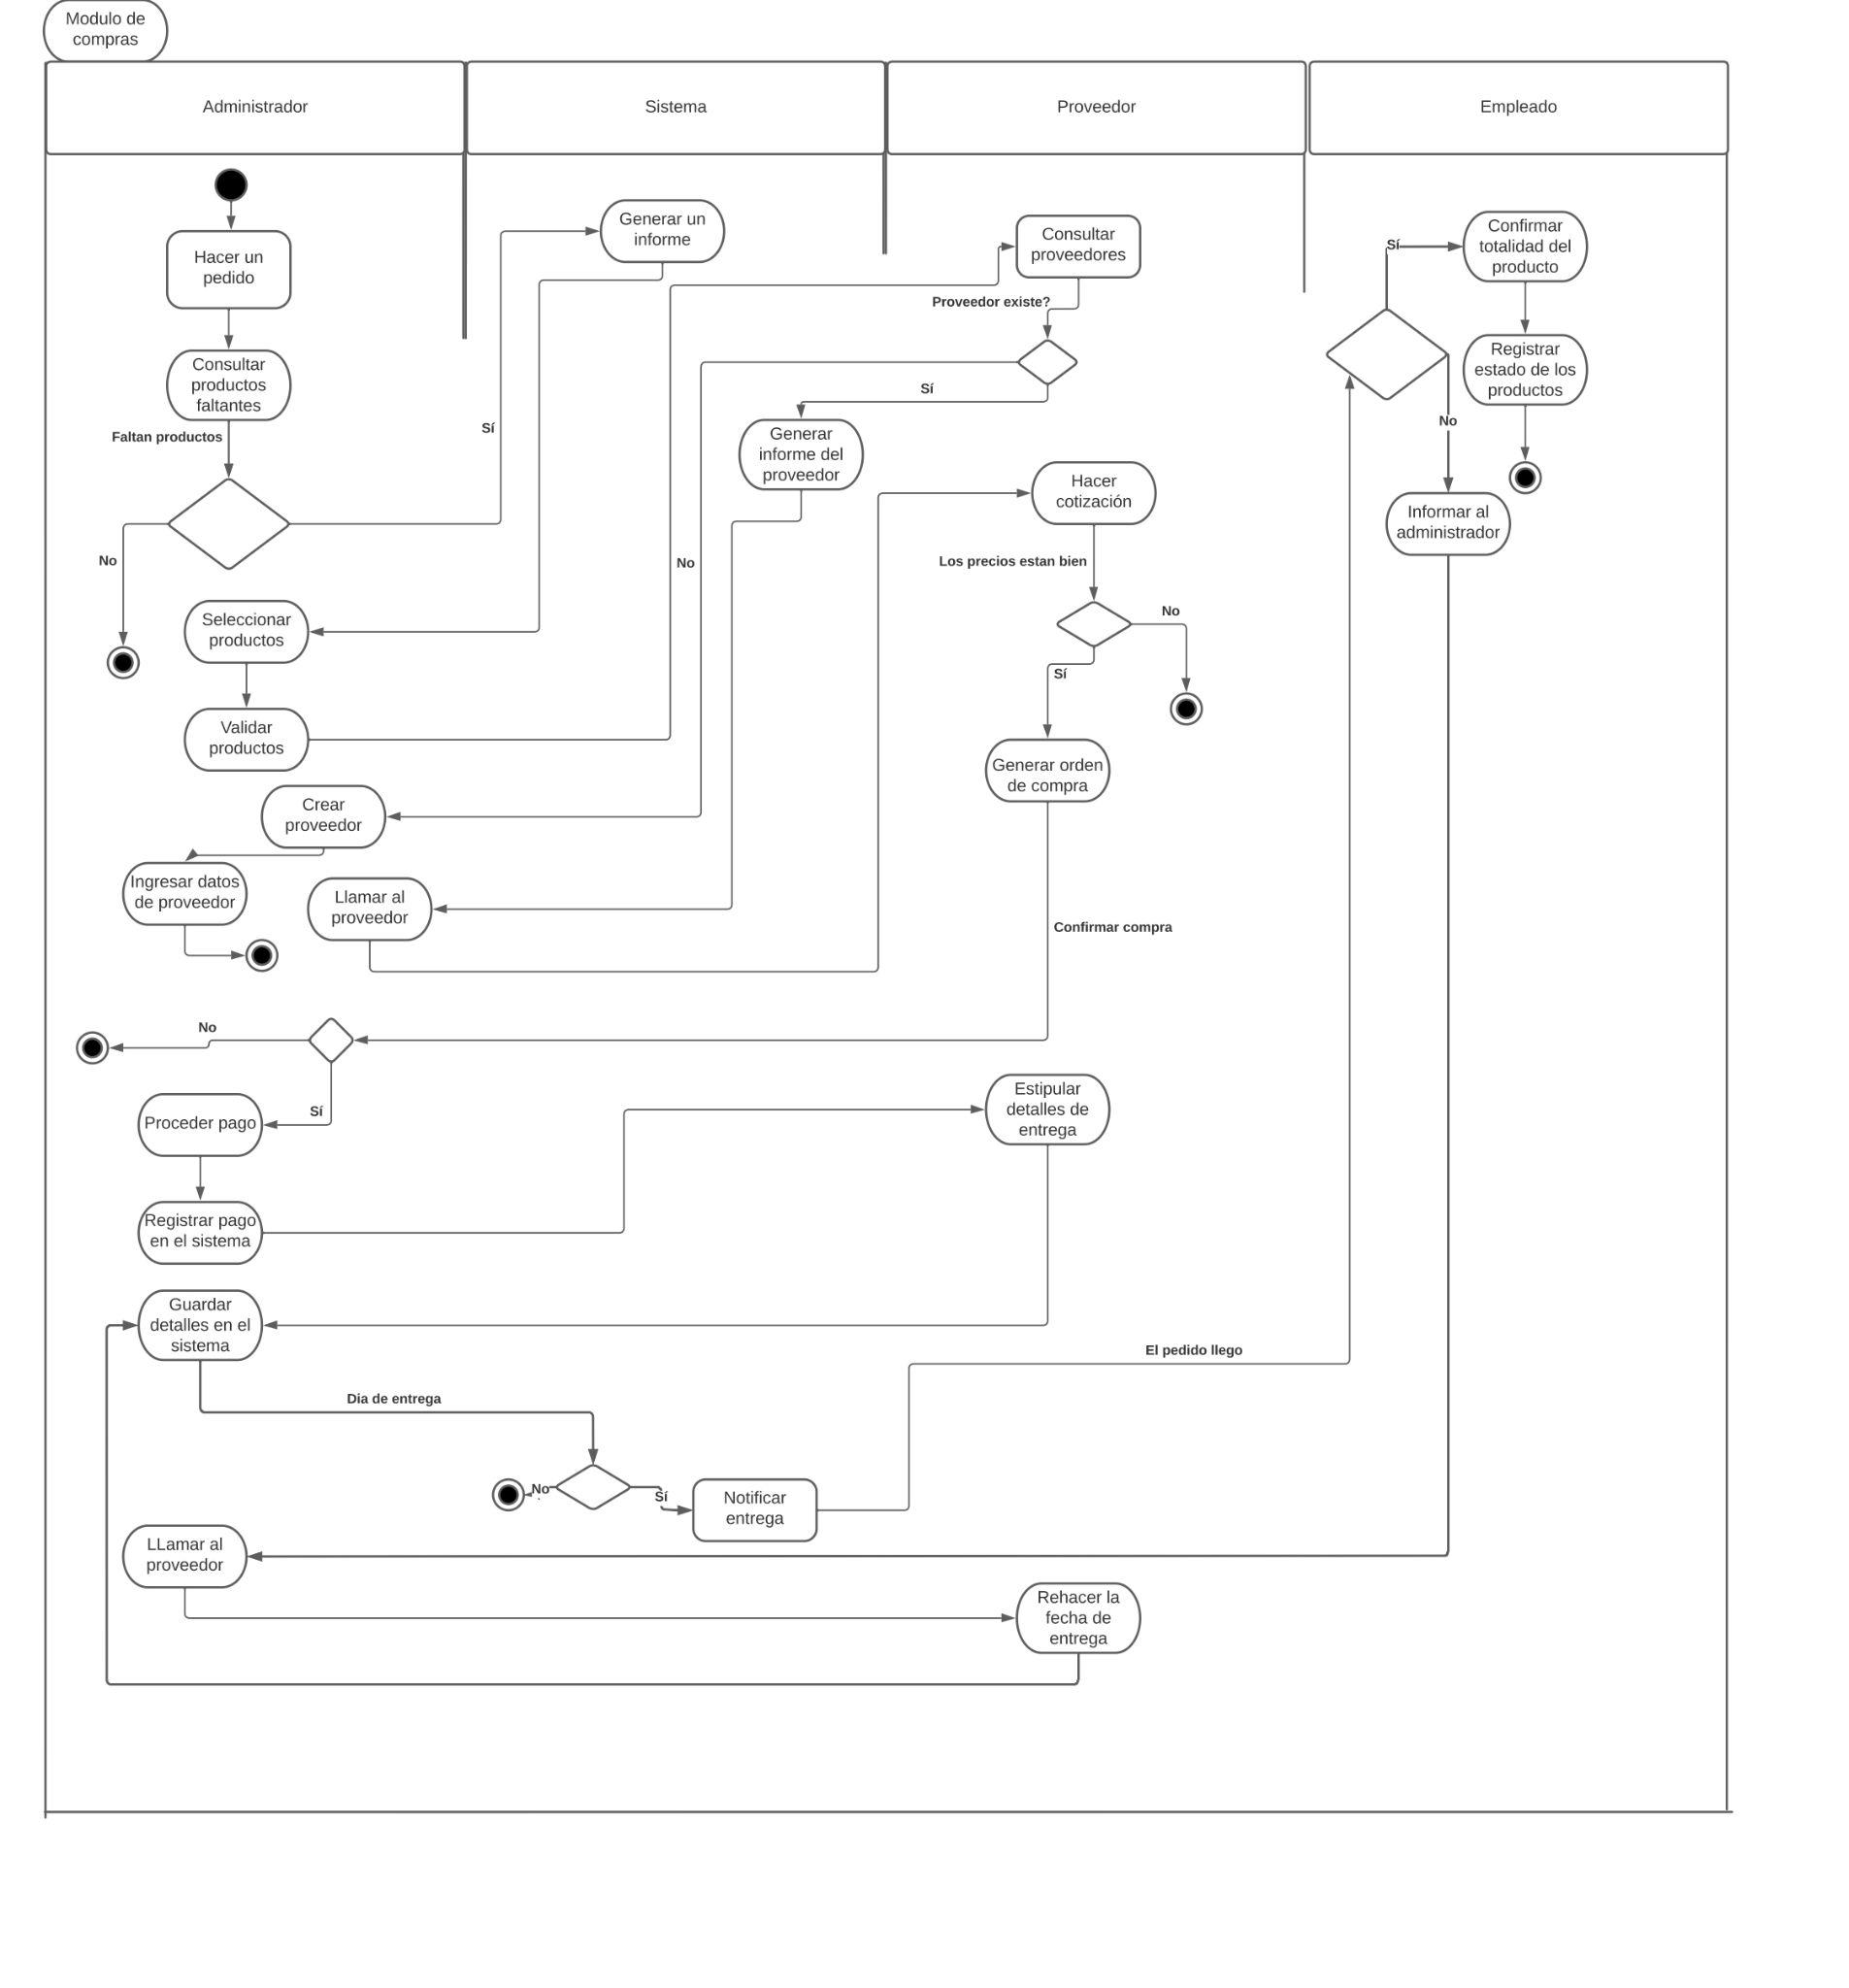 Modulo de
compras
Administrador
Sistema
Proveedor
Empleado
Hacer un
pedido
Consultar
productos
faltantes
Faltan productos
No
Sí
Seleccionar
productos
Validar
productos
Crear
proveedor
Ingresar datos
de proveedor
Llamar al
proveedor
No
Sí
Proceder pago
Registrar pago
en el sistema
Guardar
detalles en el
sistema
Dia de entrega
LLamar al
proveedor
Generar un
informe
No
Generar
informe del
proveedor
No
Sí
Notificar
entrega
Consultar
proveedores
Proveedor existe?
Sí
Hacer
cotización
Los precios estan bien
No
Sí
Generar orden
de compra
Confirmar compra
Estipular
detalles de
entrega
El pedido llego
Rehacer la
fecha de
entrega
Sí
Confirmar
totalidad del
producto
Registrar
estado de los
productos
No
Informar al
administrador